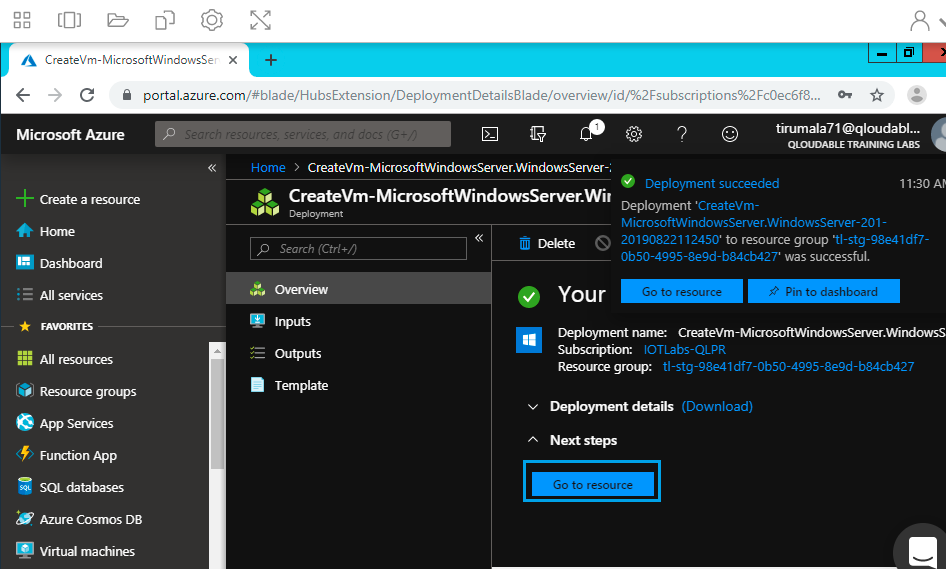 CreateVm-MicrosoftWindowsSer
portal.azure.com/#blade/HubsExtension/DeploymentDetailsBlade/overview/id/%2Fsubscriptions%2Fc0ec6f8...
Microsoft Azure
Search resources, services, and docs (G+/)
1
tirumala71@qloudabl...
QLOUDABLE TRAINING LABS
Create a resource
Home
Dashboard
All services
FAVORITES
All resources
Resource groups
App Services
Function App
SQL databases
Azure Cosmos DB
Virtual machines
Home > CreateVm-MicrosoftWindowsServer.WindowsServer-
CreateVm-MicrosoftWindowsServer.Win
Deployment
Search (Ctrl+/)
Overview
Inputs
Outputs
Template
Delete
Deployment succeeded 11:30 AM
Deployment 'CreateVm-
MicrosoftWindowsServer.WindowsServer-201-
20190822112450' to resource group 'tl-stg-98e41df7-
0b50-4995-8e9d-b84cb427' was successful.
Go to resource
Pin to dashboard
Your
Deployment name: CreateVm-MicrosoftWindowsServer.WindowsS
Subscription: IOTLabs-QLPR
Resource group: tl-stg-98e41df7-0b50-4995-8e9d-b84cb427
Deployment details (Download)
Next steps
Go to resource